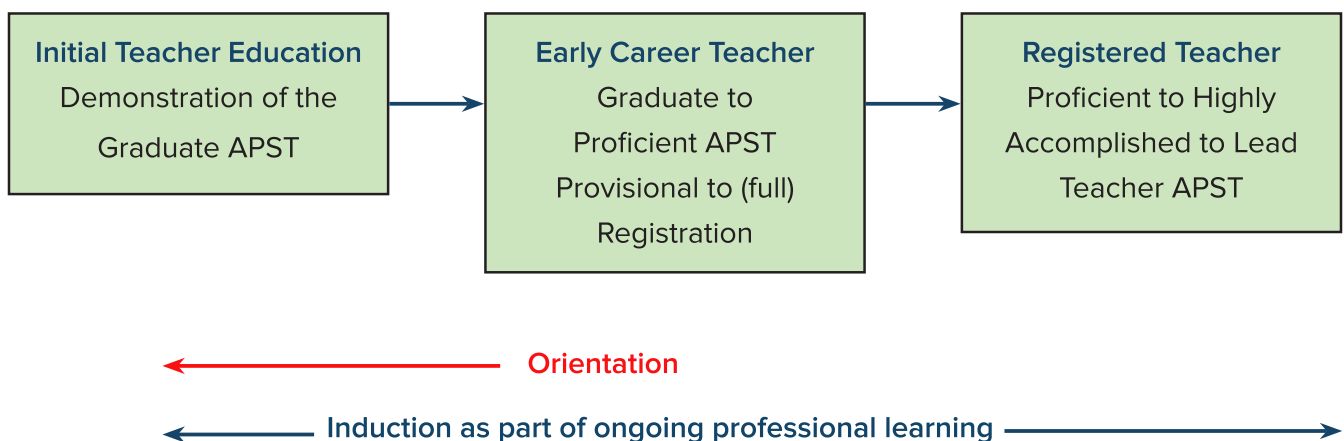 Initial Teacher Education
Demonstration of the
Graduate APST
Early Career Teacher
Graduate to
Proficient APST
Provisional to (full)
Registration
Registered Teacher
Proficient to Highly
Accomplished to Lead
Teacher APST
Orientation
Induction as part of ongoing professional learning